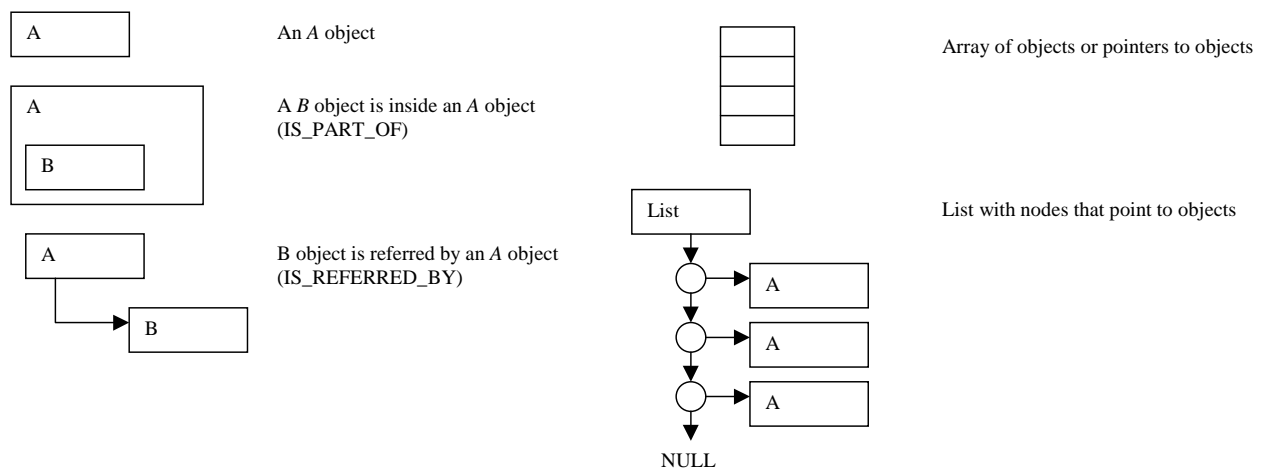 A
An A object
A
A B object is inside an A object
(IS_PART_OF)
B
A
B object is referred by an A object
(IS_REFERRED_BY)
B
Array of objects or pointers to objects
List
List with nodes that point to objects
A
A
A
NULL